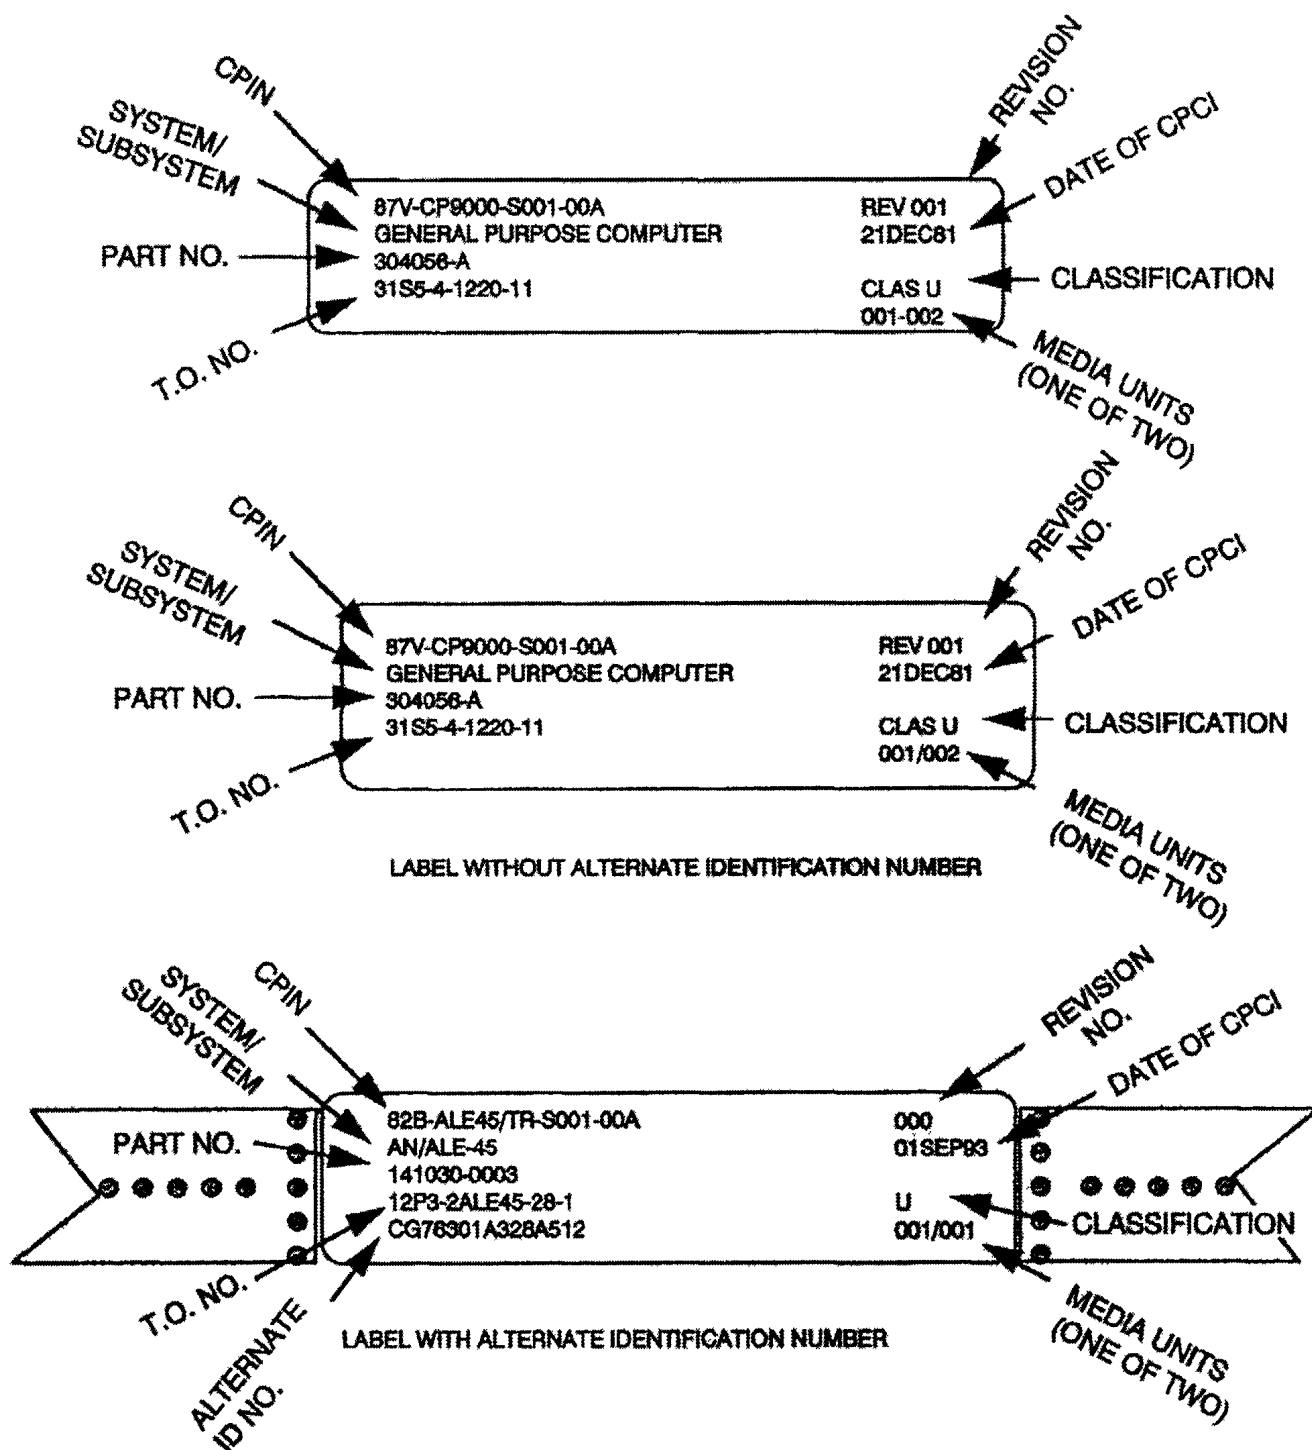 CPIN
SYSTEM/
SUBSYSTEM
PART NO.
T.O. NO.
87V-CP9000-S001-00A
GENERAL PURPOSE COMPUTER
304056-A
31S5-4-1220-11
REV 001
21DEC81
CLAS U
001-002
REVISION
NO.
DATE OF CPCI
CLASSIFICATION
MEDIA UNITS
(ONE OF TWO)
CPIN
SYSTEM/
SUBSYSTEM
PART NO.
T.O. NO.
87V-CP9000-S001-00A
GENERAL PURPOSE COMPUTER
304056-A
31S5-4-1220-11
REV 001
21DEC81
CLAS U
001/002
REVISION
NO.
DATE OF CPCI
CLASSIFICATION
MEDIA UNITS
(ONE OF TWO)
LABEL WITHOUT ALTERNATE IDENTIFICATION NUMBER
CPIN
SYSTEM/
SUBSYSTEM
PART NO.
T.O. NO.
ALTERNATE
ID NO.
82B-ALE45/TR-S001-00A
AN/ALE-45
141030-0003
12P3-2ALE45-28-1
CG76301A328A512
000
01SEP93
U
001/001
REVISION
NO.
DATE OF CPCI
CLASSIFICATION
MEDIA UNITS
(ONE OF TWO)
LABEL WITH ALTERNATE IDENTIFICATION NUMBER